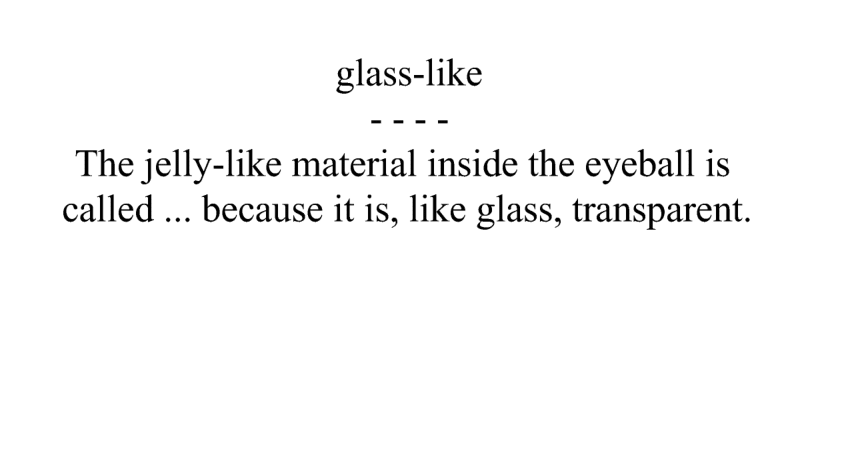 glass-like
- - - -
The jelly-like material inside the eyeball is
called ... because it is, like glass, transparent.